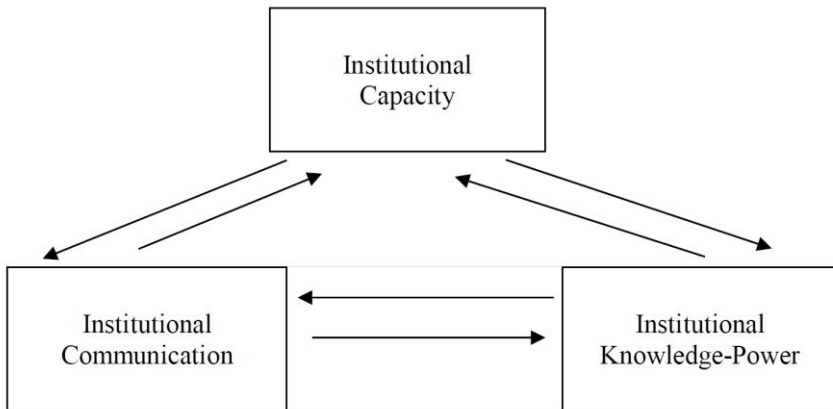 Institutional
Capacity
Institutional
Communication
Institutional
Knowledge-Power